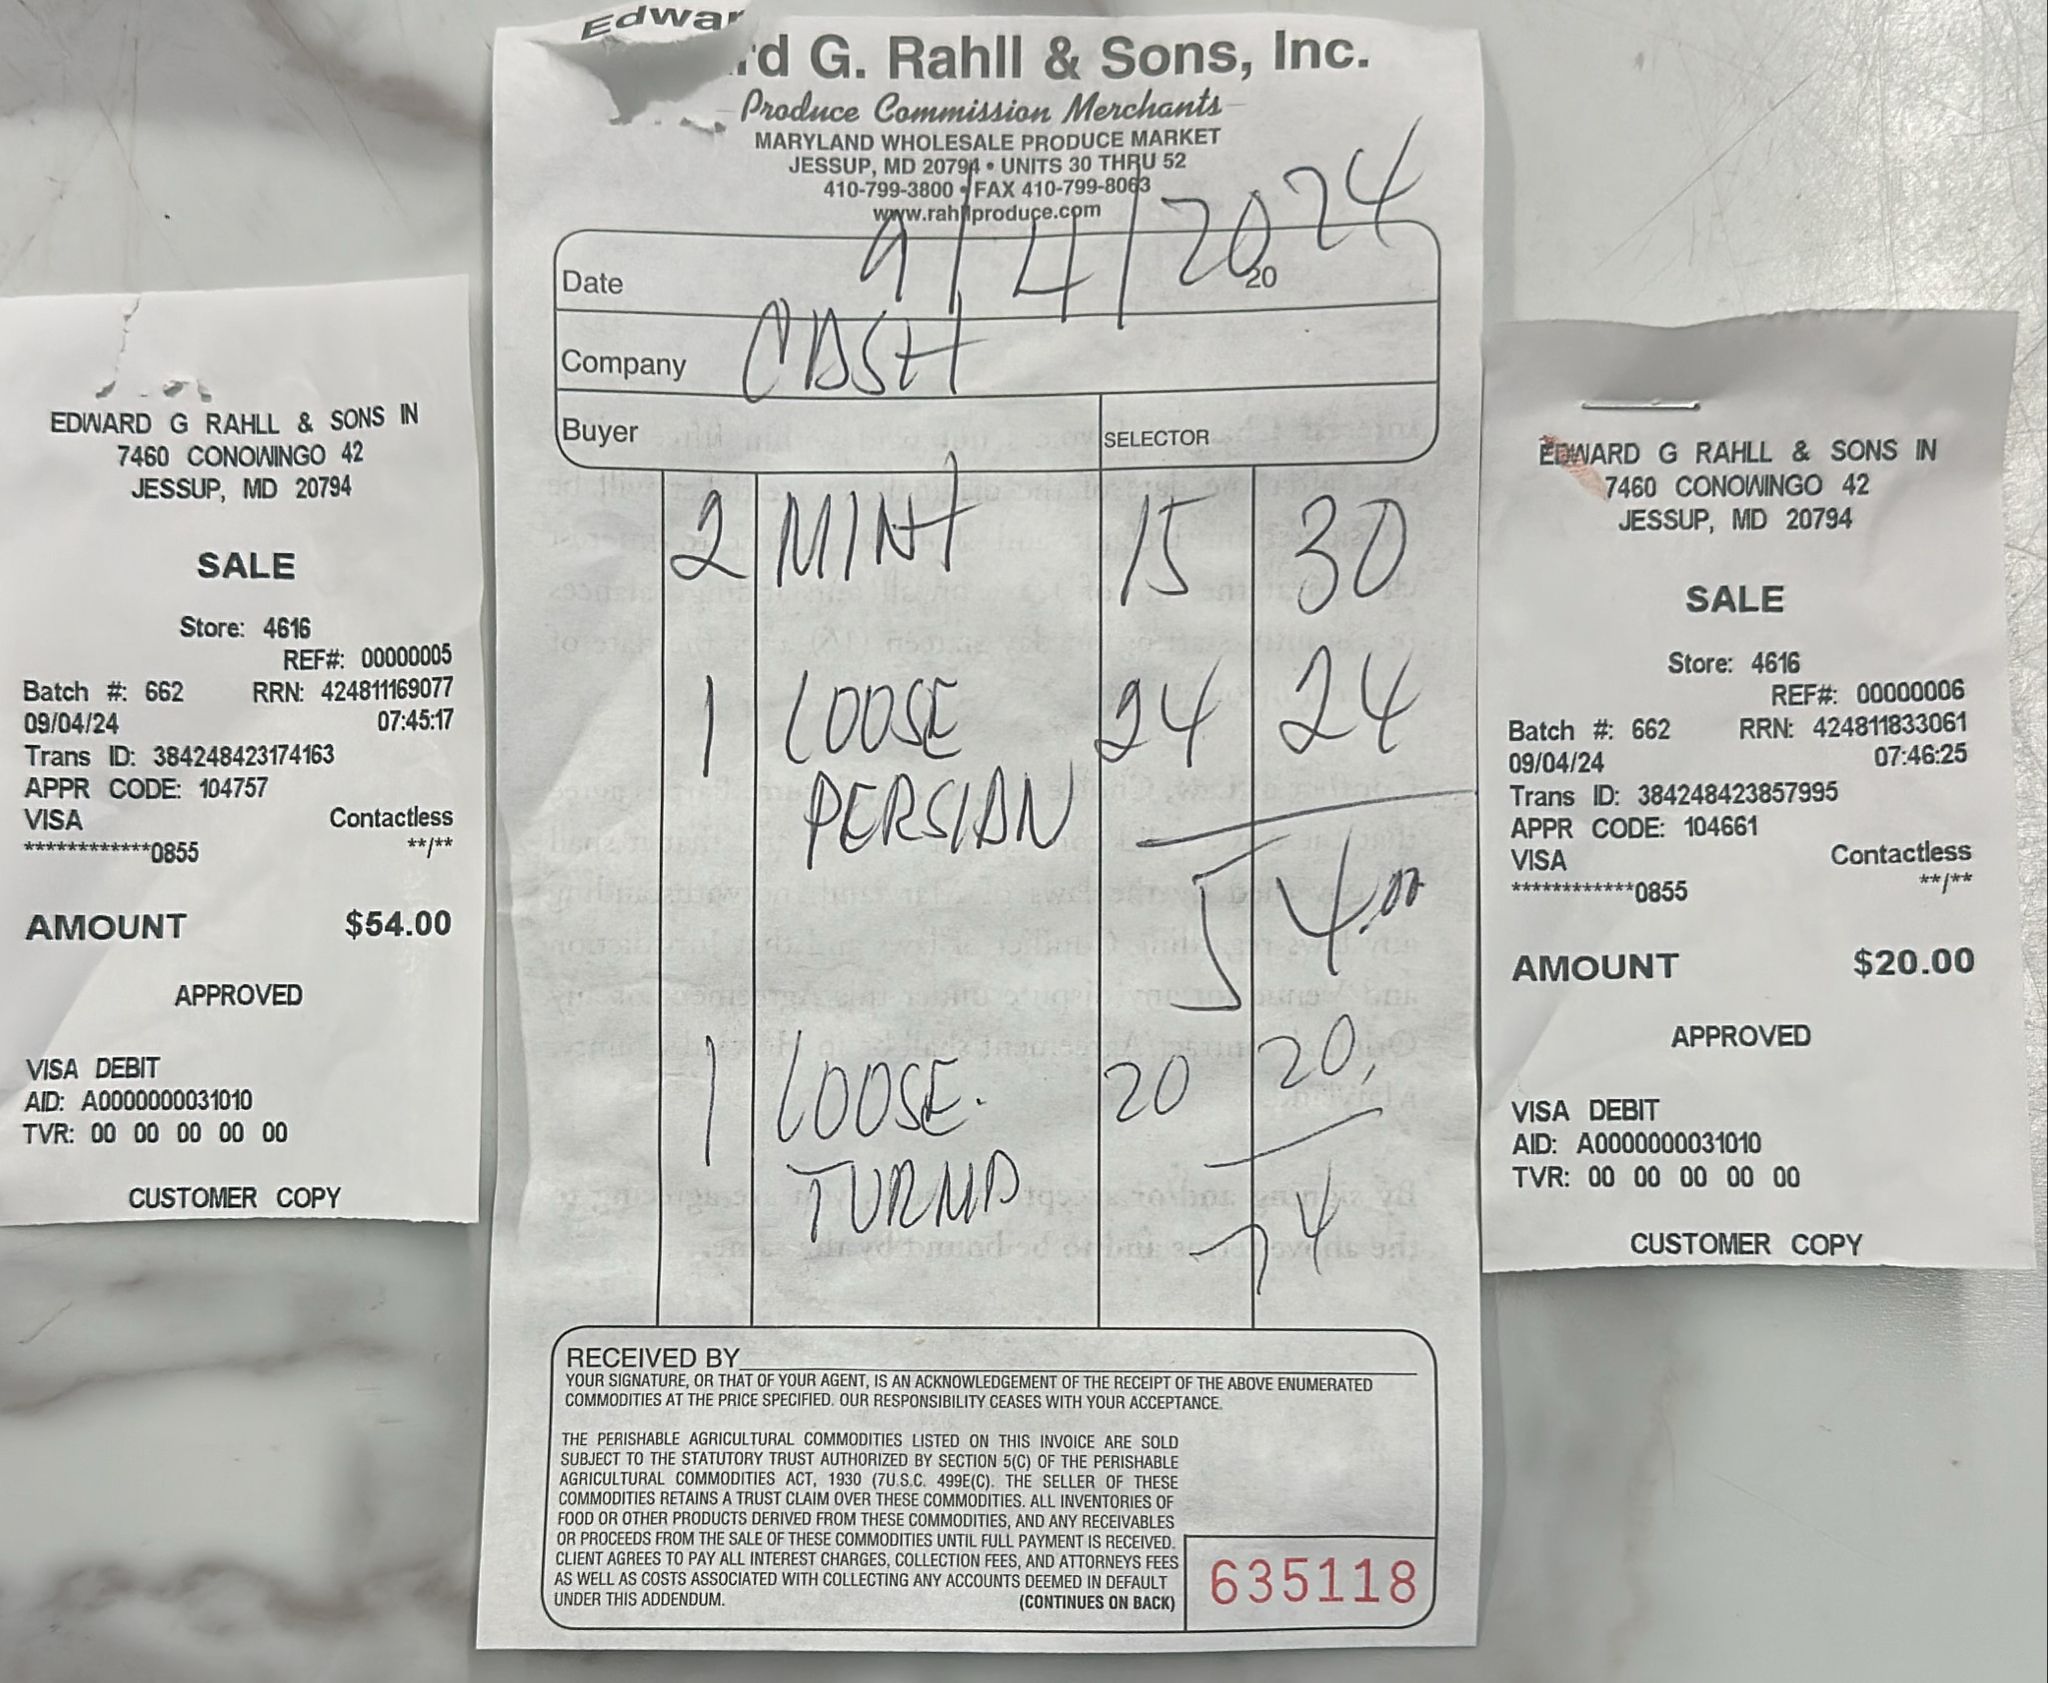 EDWARD G RAHLL & SONS IN
7460 CONOWINGO 42
JESSUP, MD 20794
SALE
Store: 4616
REF#: 00000005
Batch #: 662 RRN: 424811169077
09/04/24 07:45:17
Trans ID: 384248423174163
APPR CODE: 104757
VISA Contactless
************0855 **/**
AMOUNT $54.00
APPROVED
VISA DEBIT
AID: A0000000031010
TVR: 00 00 00 00 00
CUSTOMER COPY
Edwar
rd G. Rahll & Sons, Inc.
Produce Commission Merchants
MARYLAND WHOLESALE PRODUCE MARKET
JESSUP, MD 20794 • UNITS 30 THRU 52
410-799-3800 • FAX 410-799-8063
www.rahllproduce.com
Date 9/4/2024 20
Company CASH
Buyer SELECTOR
2 MINT 15 30
1 LOOSE 24 24
PERSIAN
54.00
1 LOOSE. 20 20,
TURNIP
74
RECEIVED BY
YOUR SIGNATURE, OR THAT OF YOUR AGENT, IS AN ACKNOWLEDGEMENT OF THE RECEIPT OF THE ABOVE ENUMERATED
COMMODITIES AT THE PRICE SPECIFIED. OUR RESPONSIBILITY CEASES WITH YOUR ACCEPTANCE.
THE PERISHABLE AGRICULTURAL COMMODITIES LISTED ON THIS INVOICE ARE SOLD
SUBJECT TO THE STATUTORY TRUST AUTHORIZED BY SECTION 5(C) OF THE PERISHABLE
AGRICULTURAL COMMODITIES ACT, 1930 (7U.S.C. 499E(C). THE SELLER OF THESE
COMMODITIES RETAINS A TRUST CLAIM OVER THESE COMMODITIES. ALL INVENTORIES OF
FOOD OR OTHER PRODUCTS DERIVED FROM THESE COMMODITIES, AND ANY RECEIVABLES
OR PROCEEDS FROM THE SALE OF THESE COMMODITIES UNTIL FULL PAYMENT IS RECEIVED.
CLIENT AGREES TO PAY ALL INTEREST CHARGES, COLLECTION FEES, AND ATTORNEYS FEES
AS WELL AS COSTS ASSOCIATED WITH COLLECTING ANY ACCOUNTS DEEMED IN DEFAULT
UNDER THIS ADDENDUM. (CONTINUES ON BACK)
635118
EDWARD G RAHLL & SONS IN
7460 CONOWINGO 42
JESSUP, MD 20794
SALE
Store: 4616
REF#: 00000006
Batch #: 662 RRN: 424811833061
09/04/24 07:46:25
Trans ID: 384248423857995
APPR CODE: 104661
VISA Contactless
************0855 **/**
AMOUNT $20.00
APPROVED
VISA DEBIT
AID: A0000000031010
TVR: 00 00 00 00 00
CUSTOMER COPY